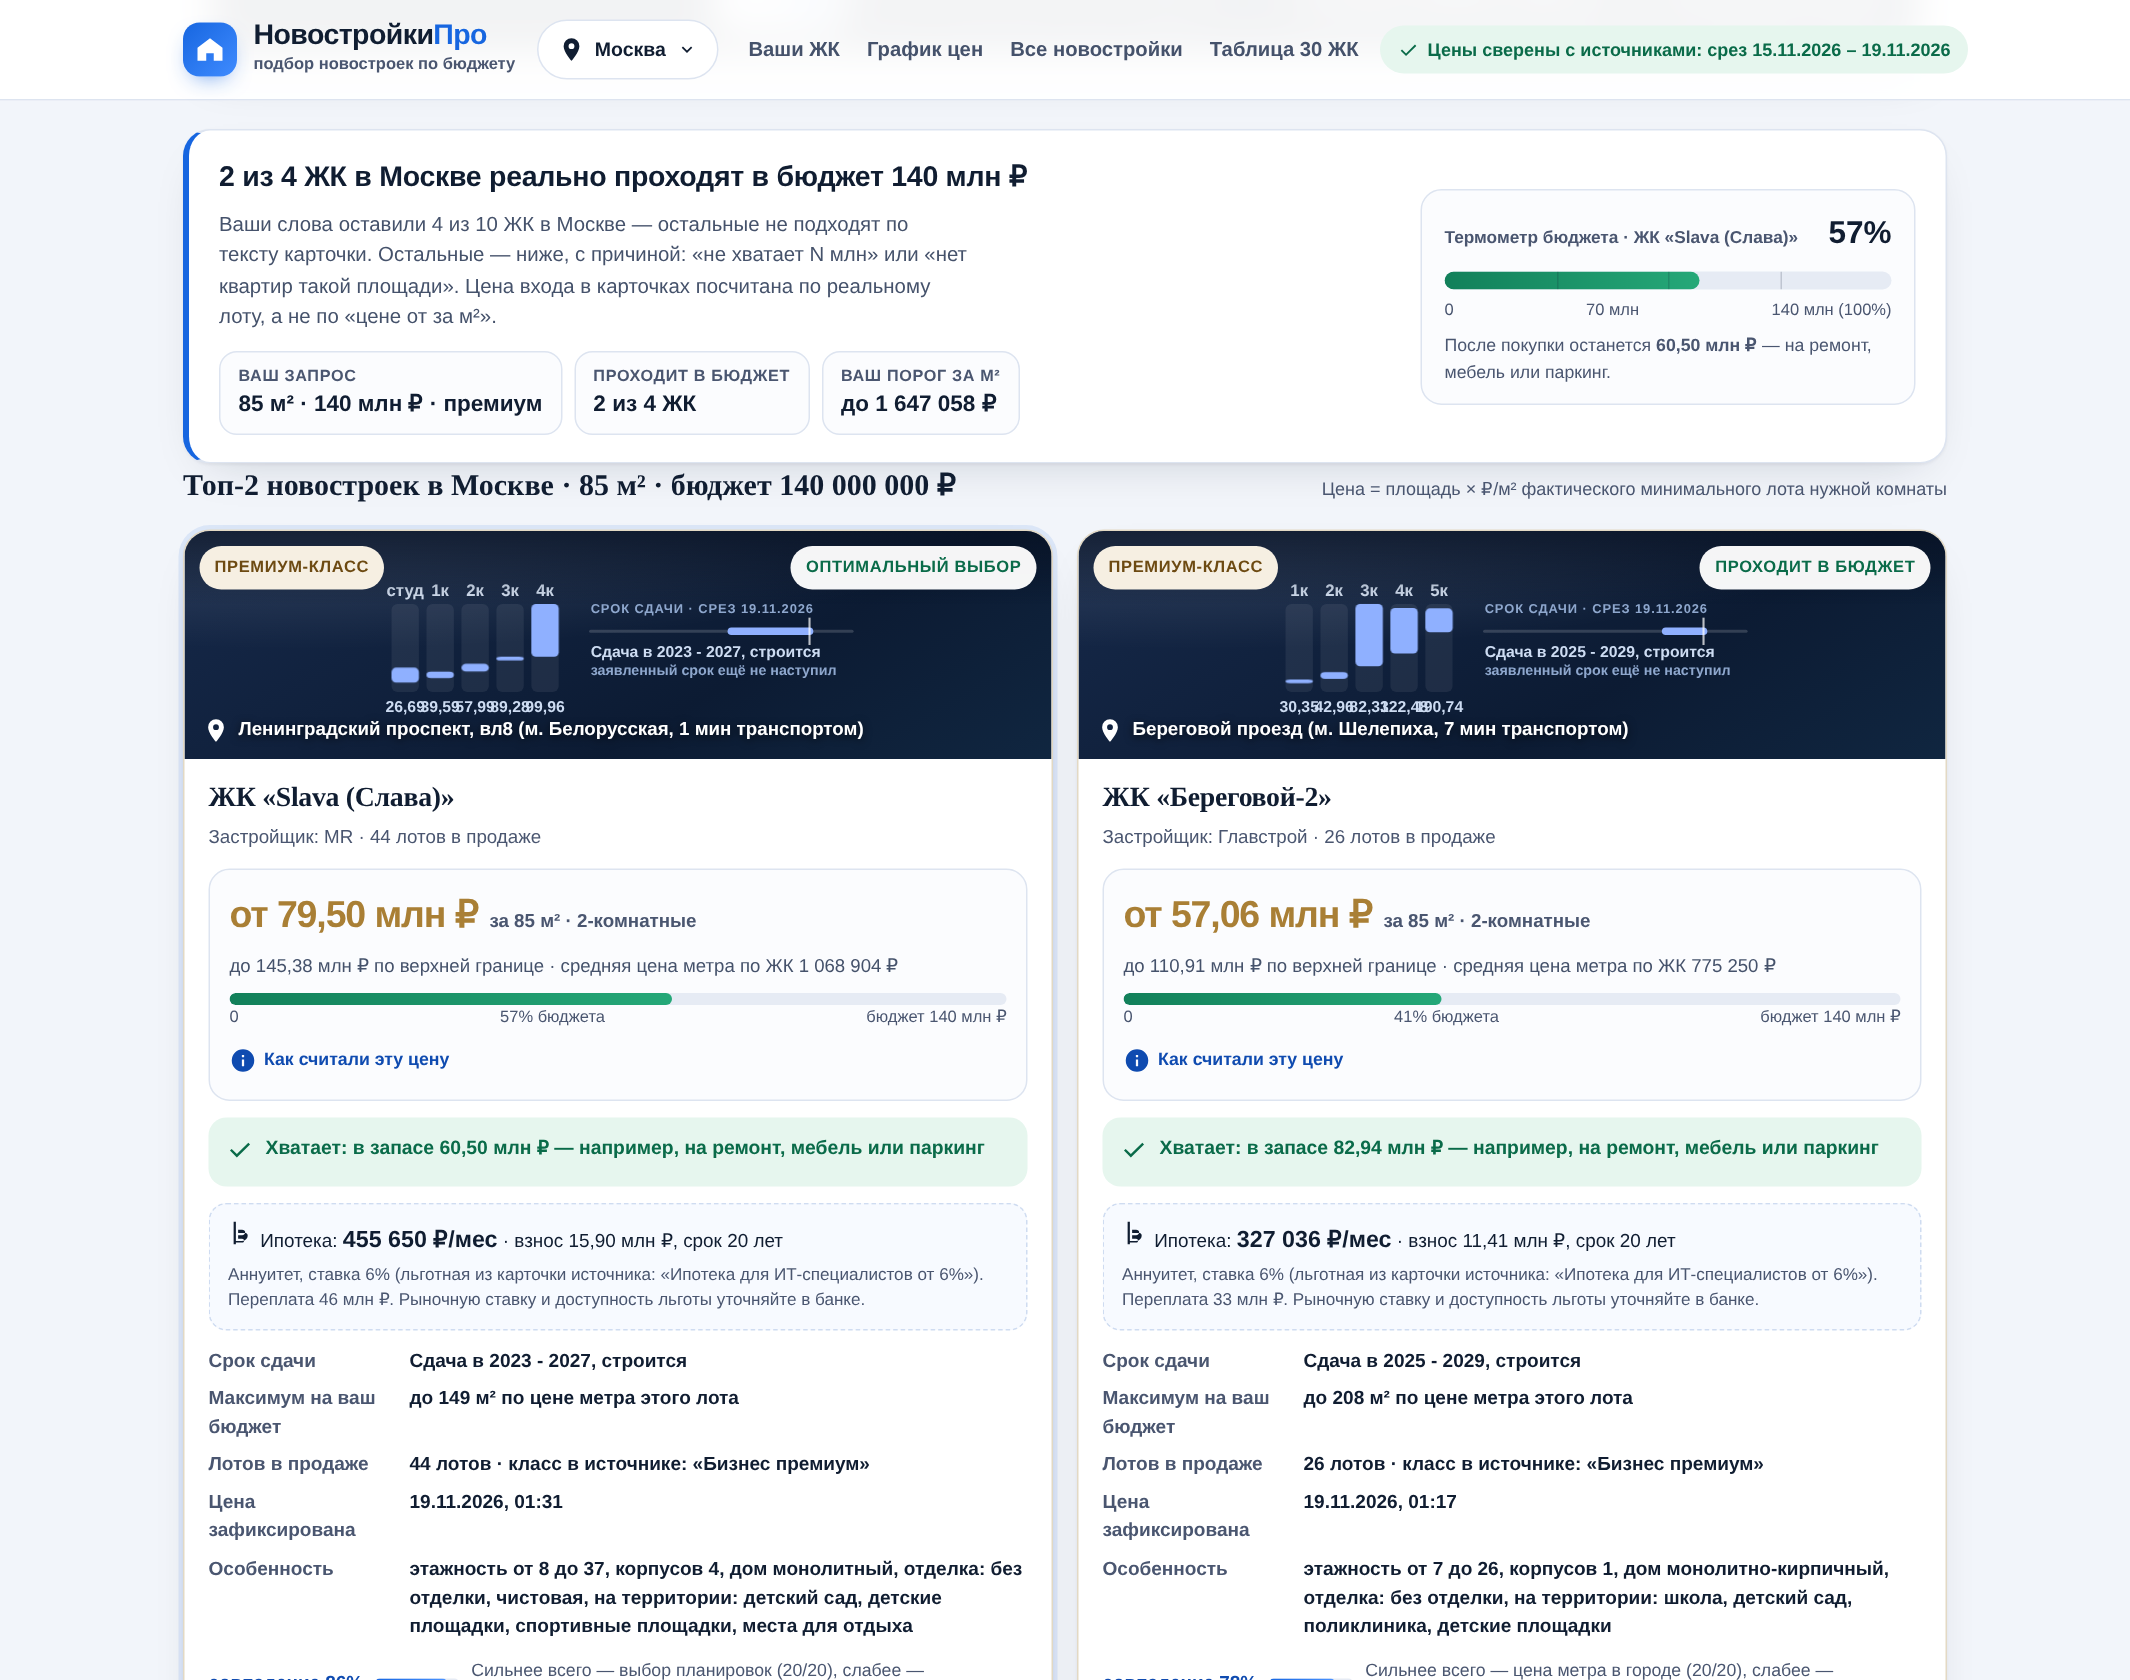 НовостройкиПро
подбор новостроек по бюджету
Москва
Ваши ЖК
График цен
Все новостройки
Таблица 30 ЖК
Цены сверены с источниками: срез 15.11.2026 – 19.11.2026
2 из 4 ЖК в Москве реально проходят в бюджет 140 млн ₽
Ваши слова оставили 4 из 10 ЖК в Москве — остальные не подходят по
тексту карточки. Остальные — ниже, с причиной: «не хватает N млн» или «нет
квартир такой площади». Цена входа в карточках посчитана по реальному
лоту, а не по «цене от за м²».
ВАШ ЗАПРОС
85 м² · 140 млн ₽ · премиум
ПРОХОДИТ В БЮДЖЕТ
2 из 4 ЖК
ВАШ ПОРОГ ЗА М²
до 1 647 058 ₽
Термометр бюджета · ЖК «Slava (Слава)» 57%
0 70 млн 140 млн (100%)
После покупки останется 60,50 млн ₽ — на ремонт,
мебель или паркинг.
Топ-2 новостроек в Москве · 85 м² · бюджет 140 000 000 ₽
Цена = площадь × ₽/м² фактического минимального лота нужной комнаты
ПРЕМИУМ-КЛАСС
ОПТИМАЛЬНЫЙ ВЫБОР
студ 1к 2к 3к 4к
СРОК СДАЧИ · СРЕЗ 19.11.2026
Сдача в 2023 - 2027, строится
заявленный срок ещё не наступил
26,69 39,59 57,99 89,28 99,96
Ленинградский проспект, вл8 (м. Белорусская, 1 мин транспортом)
ЖК «Slava (Слава)»
Застройщик: MR · 44 лотов в продаже
от 79,50 млн ₽ за 85 м² · 2-комнатные
до 145,38 млн ₽ по верхней границе · средняя цена метра по ЖК 1 068 904 ₽
0 57% бюджета бюджет 140 млн ₽
Как считали эту цену
Хватает: в запасе 60,50 млн ₽ — например, на ремонт, мебель или паркинг
Ипотека: 455 650 ₽/мес · взнос 15,90 млн ₽, срок 20 лет
Аннуитет, ставка 6% (льготная из карточки источника: «Ипотека для ИТ-специалистов от 6%»).
Переплата 46 млн ₽. Рыночную ставку и доступность льготы уточняйте в банке.
Срок сдачи Сдача в 2023 - 2027, строится
Максимум на ваш до 149 м² по цене метра этого лота
бюджет
Лотов в продаже 44 лотов · класс в источнике: «Бизнес премиум»
Цена 19.11.2026, 01:31
зафиксирована
Особенность этажность от 8 до 37, корпусов 4, дом монолитный, отделка: без
отделки, чистовая, на территории: детский сад, детские
площадки, спортивные площадки, места для отдыха
Сильнее всего — выбор планировок (20/20), слабее —
ПРЕМИУМ-КЛАСС
ПРОХОДИТ В БЮДЖЕТ
1к 2к 3к 4к 5к
СРОК СДАЧИ · СРЕЗ 19.11.2026
Сдача в 2025 - 2029, строится
заявленный срок ещё не наступил
30,35 42,96
Береговой проезд (м. Шелепиха, 7 мин транспортом)
ЖК «Береговой-2»
Застройщик: Главстрой · 26 лотов в продаже
от 57,06 млн ₽ за 85 м² · 2-комнатные
до 110,91 млн ₽ по верхней границе · средняя цена метра по ЖК 775 250 ₽
0 41% бюджета бюджет 140 млн ₽
Как считали эту цену
Хватает: в запасе 82,94 млн ₽ — например, на ремонт, мебель или паркинг
Ипотека: 327 036 ₽/мес · взнос 11,41 млн ₽, срок 20 лет
Аннуитет, ставка 6% (льготная из карточки источника: «Ипотека для ИТ-специалистов от 6%»).
Переплата 33 млн ₽. Рыночную ставку и доступность льготы уточняйте в банке.
Срок сдачи Сдача в 2025 - 2029, строится
Максимум на ваш до 208 м² по цене метра этого лота
бюджет
Лотов в продаже 26 лотов · класс в источнике: «Бизнес премиум»
Цена 19.11.2026, 01:17
зафиксирована
Особенность этажность от 7 до 26, корпусов 1, дом монолитно-кирпичный,
отделка: без отделки, на территории: школа, детский сад,
поликлиника, детские площадки
Сильнее всего — цена метра в городе (20/20), слабее —